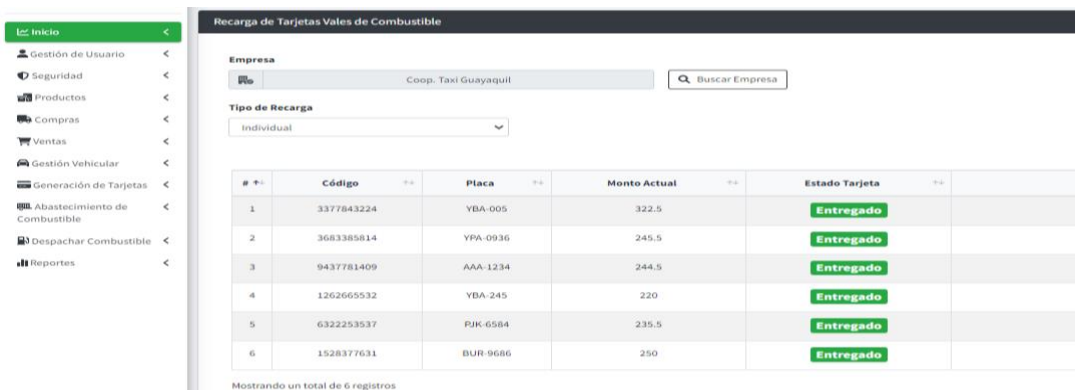 Inicio
Gestión de Usuario
Seguridad
Productos
Compras
Ventas
Gestión Vehicular
Generación de Tarjetas
Abastecimiento de
Combustible
Despachar Combustible
Reportes
Recarga de Tarjetas Vales de Combustible
Empresa
Coop. Taxi Guayaquil
Buscar Empresa
Tipo de Recarga
Individual
# Código Placa Monto Actual Estado Tarjeta
1 3377843224 YBA-005 322.5 Entregado
2 3683385814 YPA-0936 245.5 Entregado
3 9437781409 AAA-1234 244.5 Entregado
4 1262665532 YBA-245 220 Entregado
5 6322253537 PJK-6584 235.5 Entregado
6 1528377631 BUR-9686 250 Entregado
Mostrando un total de 6 registros